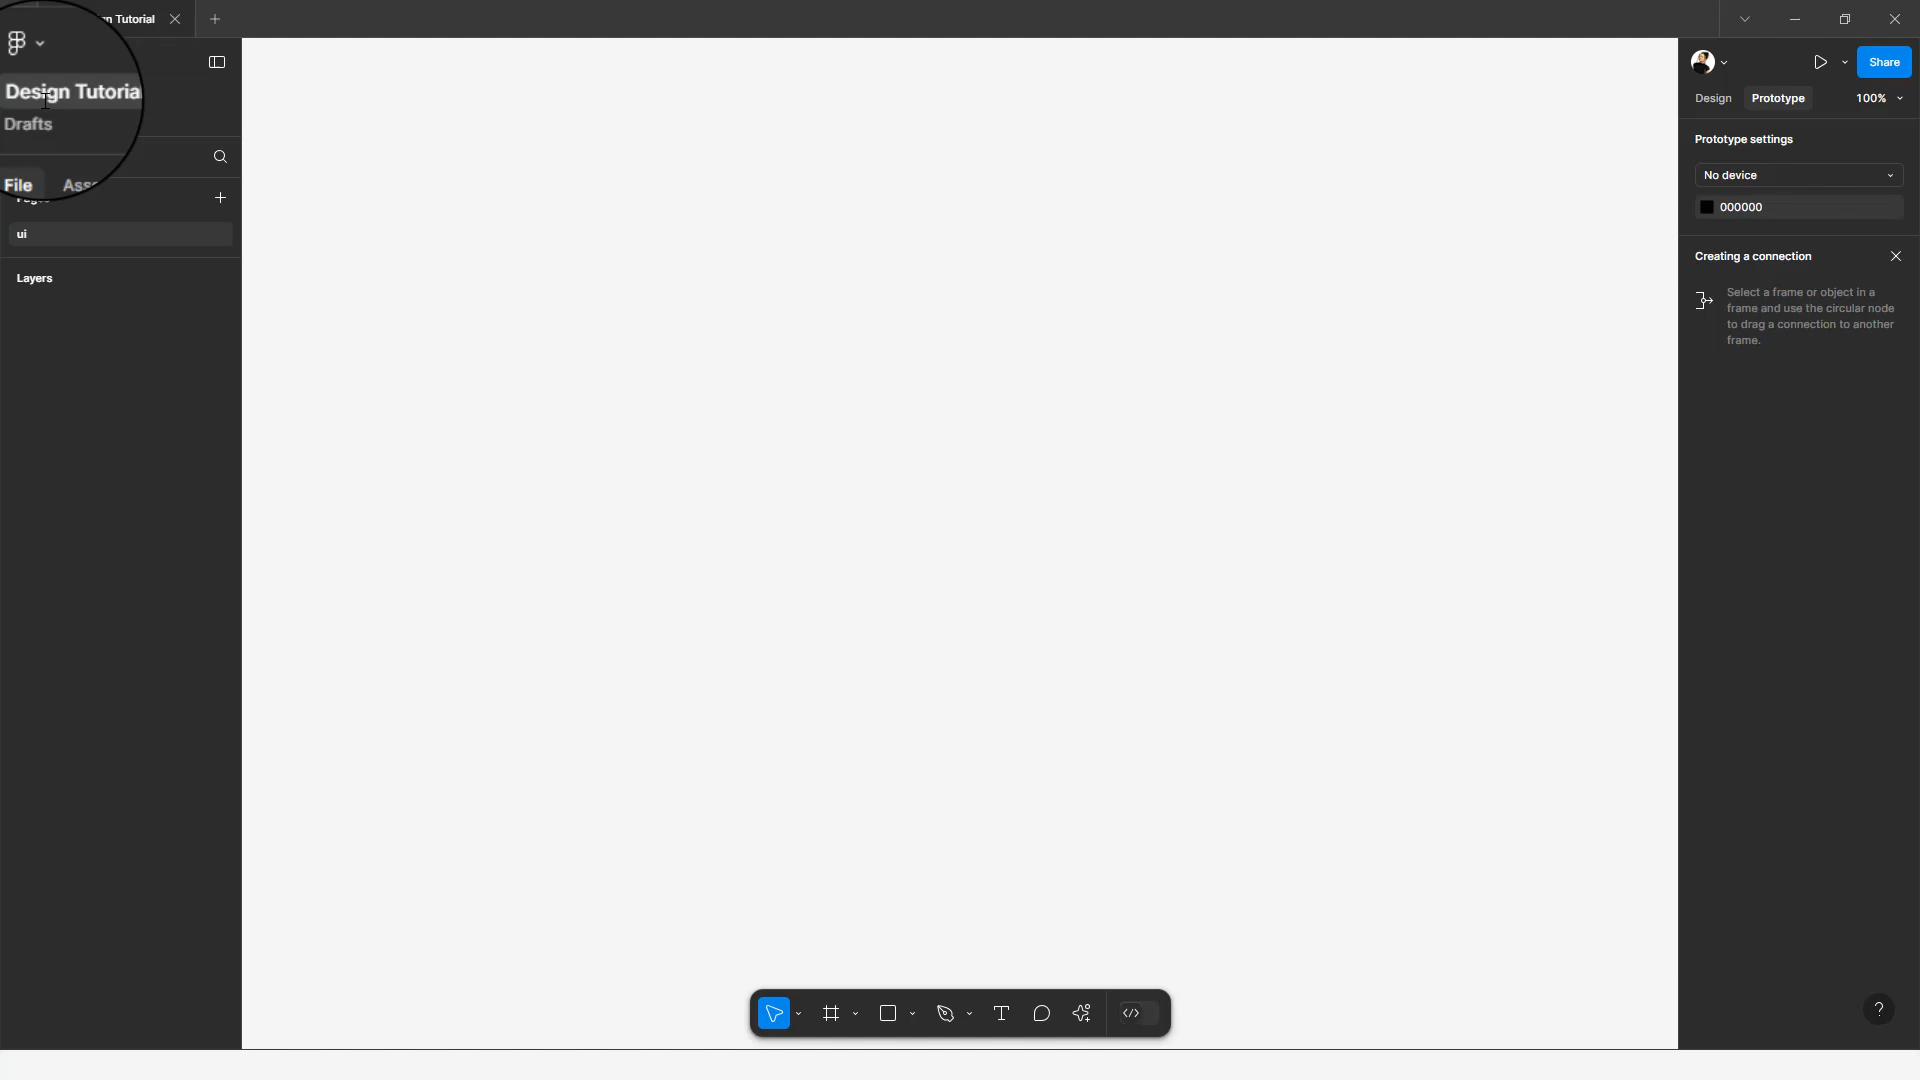 n Tutorial
Design Tutoria
Drafts
File Ass
ui
Layers
Share
Design Prototype 100%
Prototype settings
No device
000000
Creating a connection
Select a frame or object in a
frame and use the circular node
to drag a connection to another
frame.